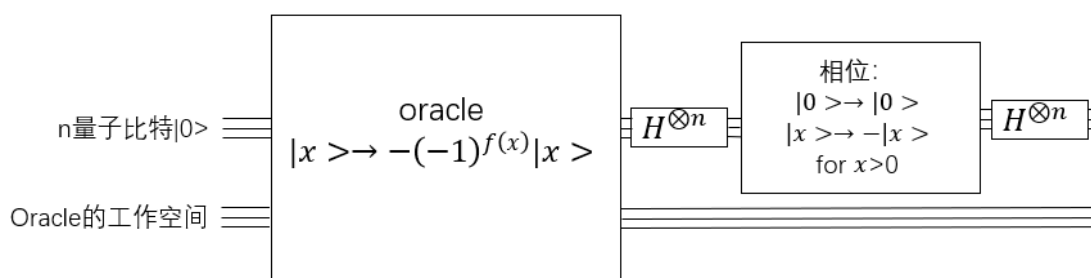 n量子比特|0>
Oracle的工作空间
oracle
|x >→ −(−1)^{f(x)}|x >
H^{⊗n}
相位：
|0 >→ |0 >
|x >→ −|x >
for x>0
H^{⊗n}